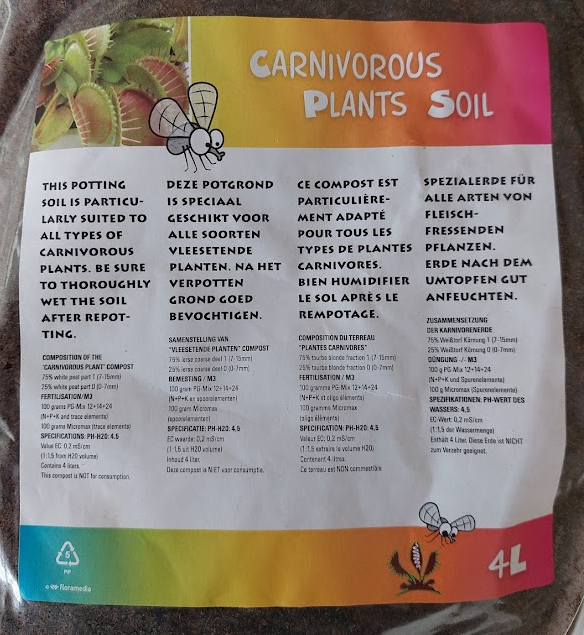 CARNIVOROUS
PLANTS SOIL
THIS POTTING
SOIL IS PARTICU-
LARLY SUITED TO
ALL TYPES OF
CARNIVOROUS
PLANTS. BE SURE
TO THOROUGHLY
WET THE SOIL
AFTER REPOT-
TING.
COMPOSITION OF THE
"CARNIVOROUS PLANT" COMPOST
75% white peat part 1 (7-15mm)
25% white peat part 0 (0-7mm)
FERTILISATION/M3
100 grams PG-Mix 12+14+24
(N+P+K and trace elements)
100 grams Micromax (trace elements)
SPECIFICATIONS: PH-H20: 4,5
Value EC: 0,2 mS/cm
(1:1,5 from H20 volume)
Contains 4 liters.
This compost is NOT for consumption.
DEZE POTGROND
IS SPECIAAL
GESCHIKT VOOR
ALLE SOORTEN
VLEESETENDE
PLANTEN. NA HET
VERPOTTEN
GROND GOED
BEVOCHTIGEN.
SAMENSTELLING VAN
"VLEESETENDE PLANTEN" COMPOST
75% Ierse coarse deel 1 (7-15mm)
25% Ierse coarse deel 0 (0-7mm)
BEMESTING / M3
100 gram PG-Mix 12+14+24
(N+P+K en spoorelementen)
100 gram Micromax
(spoorelementen)
SPECIFICATIE: PH-H20: 4,5
EC waarde: 0,2 mS/cm
(1:1,5 uit H20 volume)
Inhoud 4 liter.
Deze compost is NIET voor consumptie.
CE COMPOST EST
PARTICULIÈRE-
MENT ADAPTÉ
POUR TOUS LES
TYPES DE PLANTES
CARNIVORES.
BIEN HUMIDIFIER
LE SOL APRÈS LE
REMPOTAGE.
COMPOSITION DU TERREAU
"PLANTS CARNIVORES"
75% tourbe blonde fraction 1 (7-15mm)
25% tourbe blonde fraction 0 (0-7mm)
FERTILISATION / M3
100 gramme PG-Mix 12+14+24
(N+P+K et oligo éléments)
100 gramme Micromax
(oligo éléments)
SPECIFICATION: PH-H20: 4,5
Valeur EC: 0,2 mS/cm
(1:1,5 extraire le volume H20)
Contenant 4 litres.
Ce terreau est NON commestible
SPEZIALERDE FÜR
ALLE ARTEN VON
FLEISCH-
FRESSENDEN
PFLANZEN.
ERDE NACH DEM
UMTOPFEN GUT
ANFEUCHTEN.
ZUSAMMENSETZUNG
DER KARNIVORENERDE
75% Weißtorf Körnung 1 (7-15mm)
25% Weißtorf Körnung 0 (0-7mm)
DÜNGUNG -/- M3
100 g PG-Mix 12+14+24
(N+P+K und Spurenelemente)
100 g Micromax (Spurenelemente)
SPEZIFIKATIONEN: PH-WERT DES
WASSERS: 4,5
EC-Wert: 0,2 mS/cm
(1:1,5 der Wassermenge)
Enthält 4 Liter. Diese Erde ist NICHT
zum Verzehr geeignet.
5
PP
© floramedia
4L